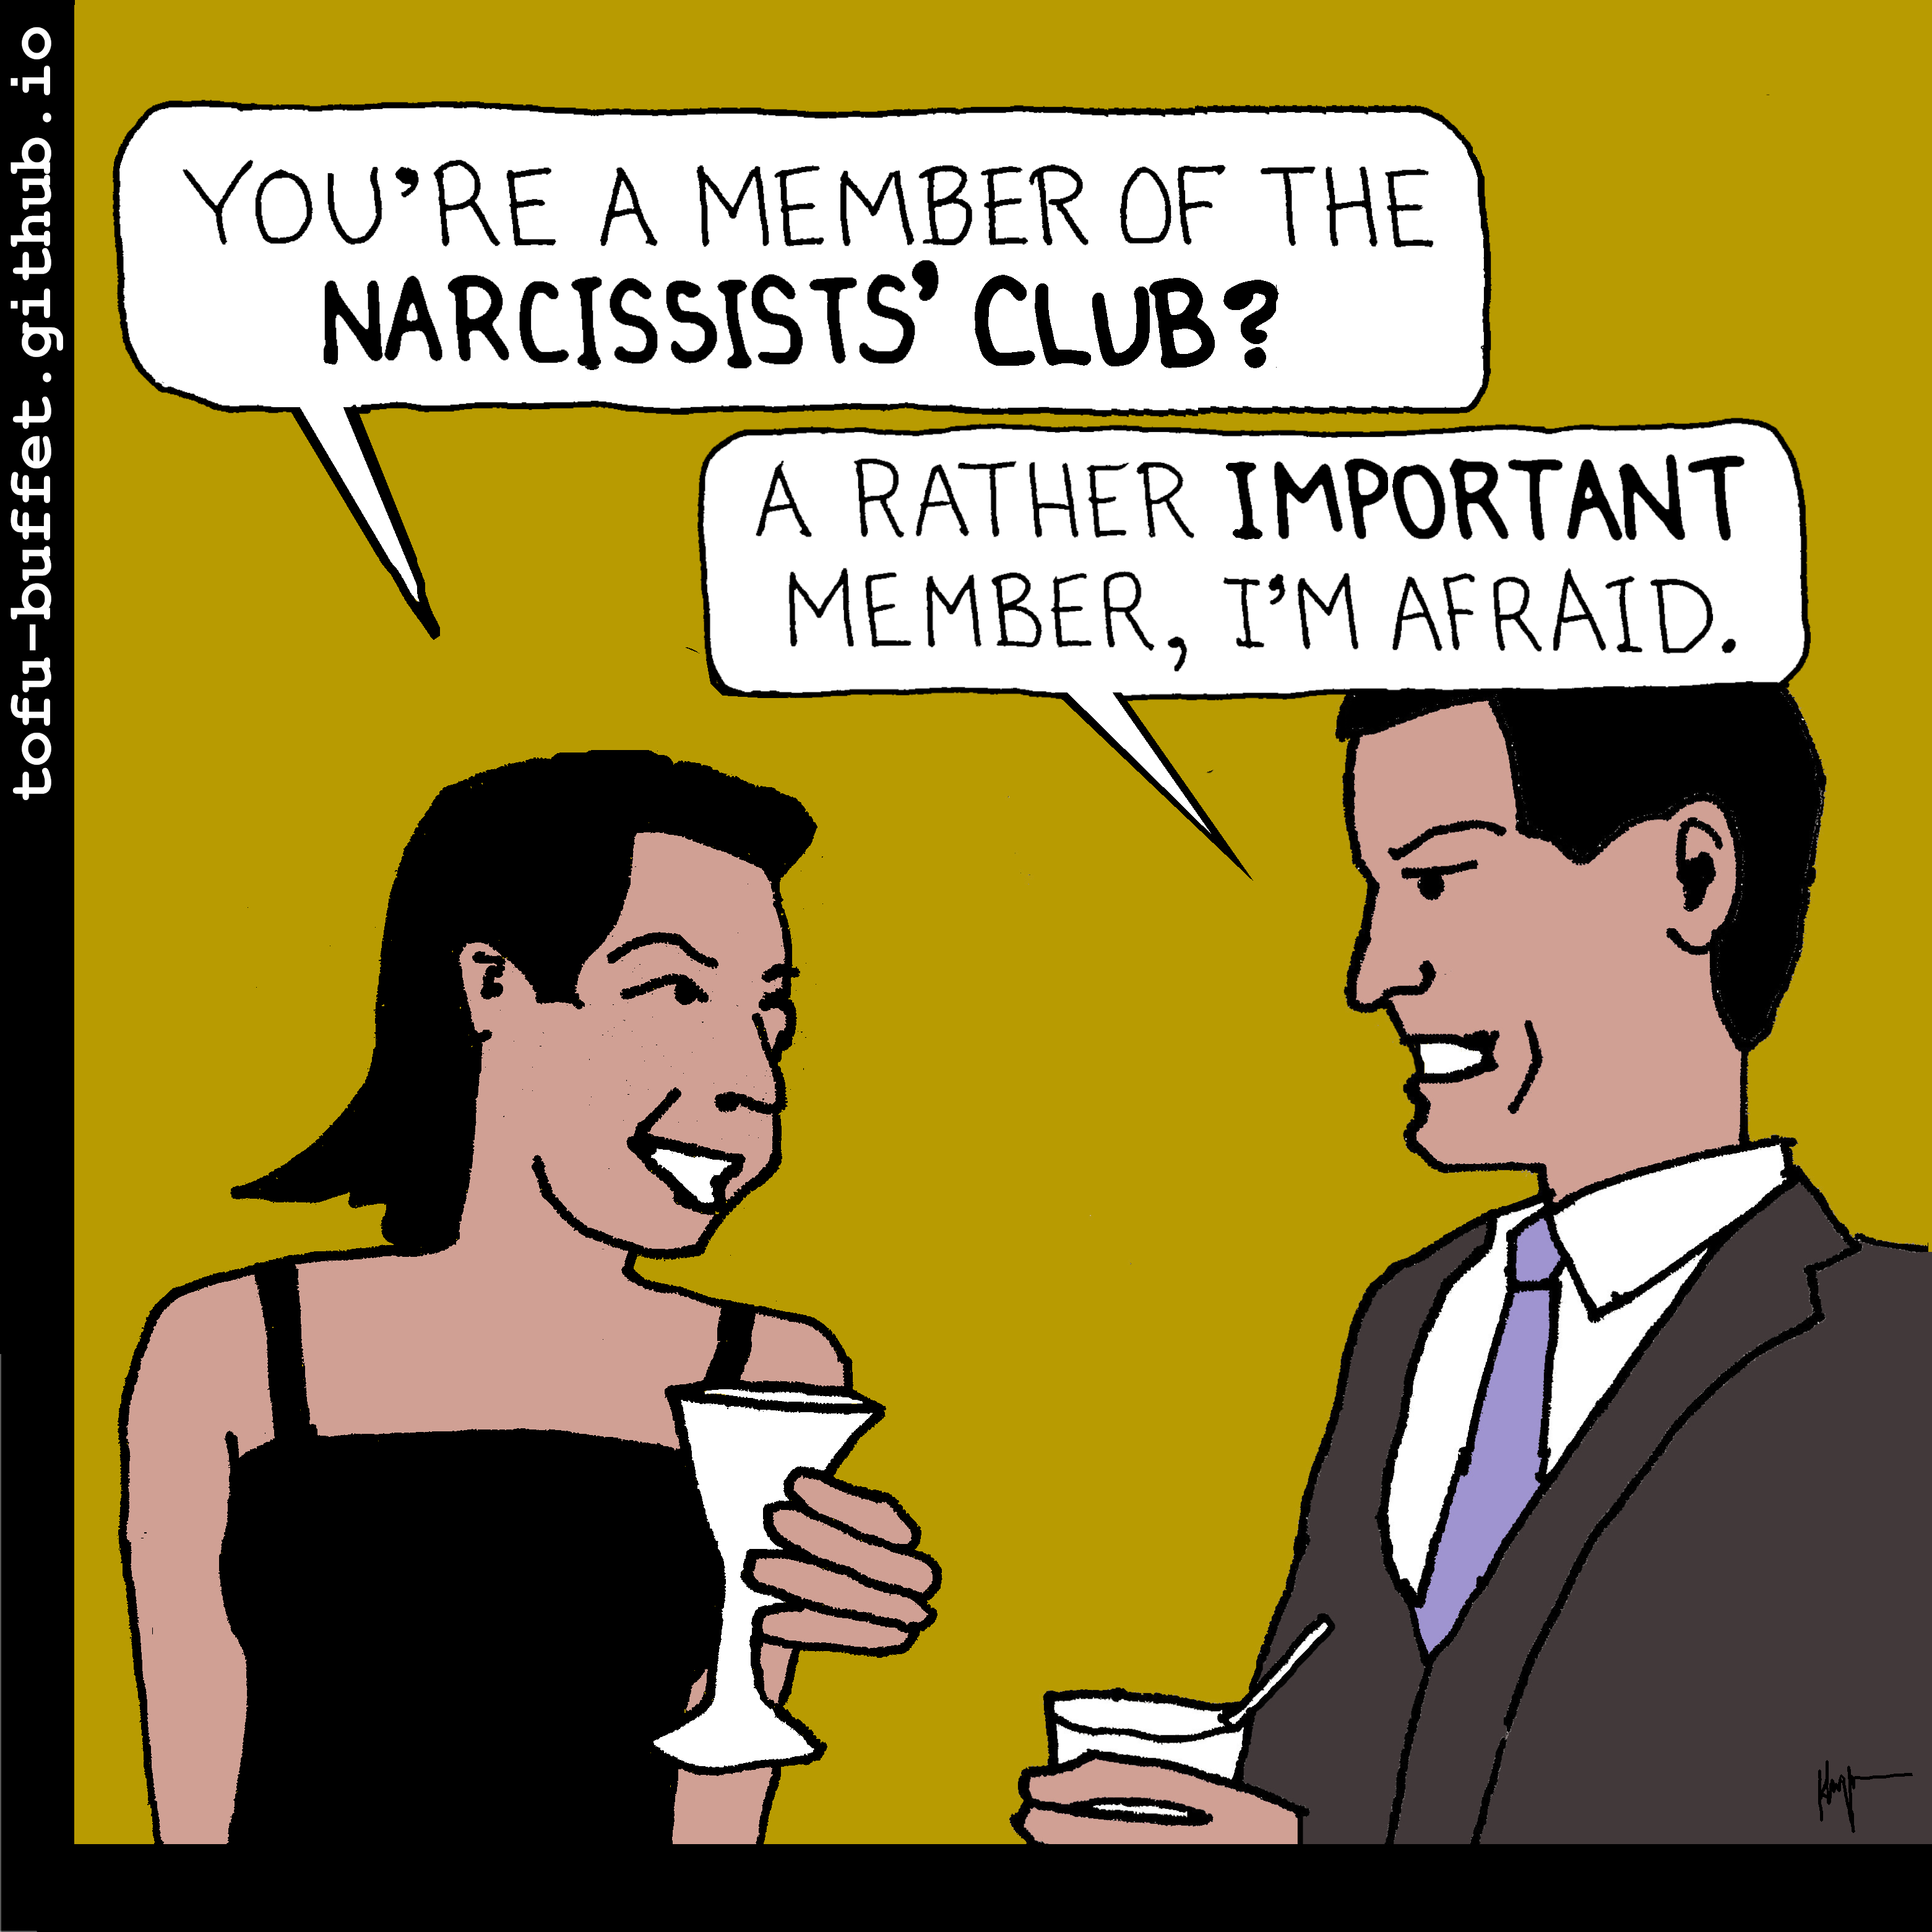 tofu-buffet.github.io
YOU'RE A MEMBER OF THE
NARCISSISTS' CLUB?
A RATHER IMPORTANT
MEMBER, I'M AFRAID.